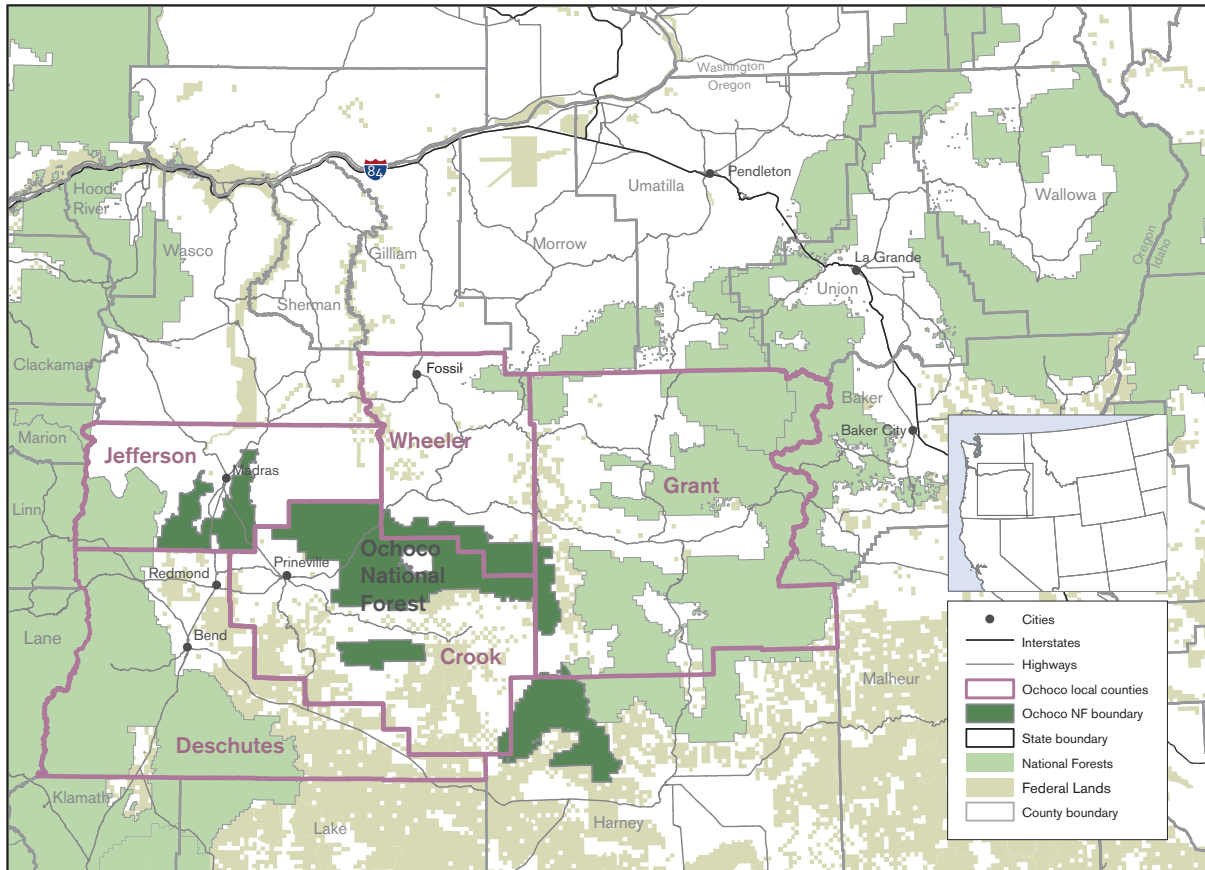 Washington
Oregon
84
Pendleton
Umatilla
Hood
River
Wallowa
Wasco
Gilliam
Morrow
Oregon
Idaho
La Grande
Union
Sherman
Clackamas
Fossil
Baker
Marion
Wheeler
Baker City
Jefferson
Madras
Grant
Linn
Ochoco
National
Forest
Prineville
Redmond
Lane
Bend
Crook
Malheur
Deschutes
Klamath
Lake
Harney
Cities
Interstates
Highways
Ochoco local counties
Ochoco NF boundary
State boundary
National Forests
Federal Lands
County boundary